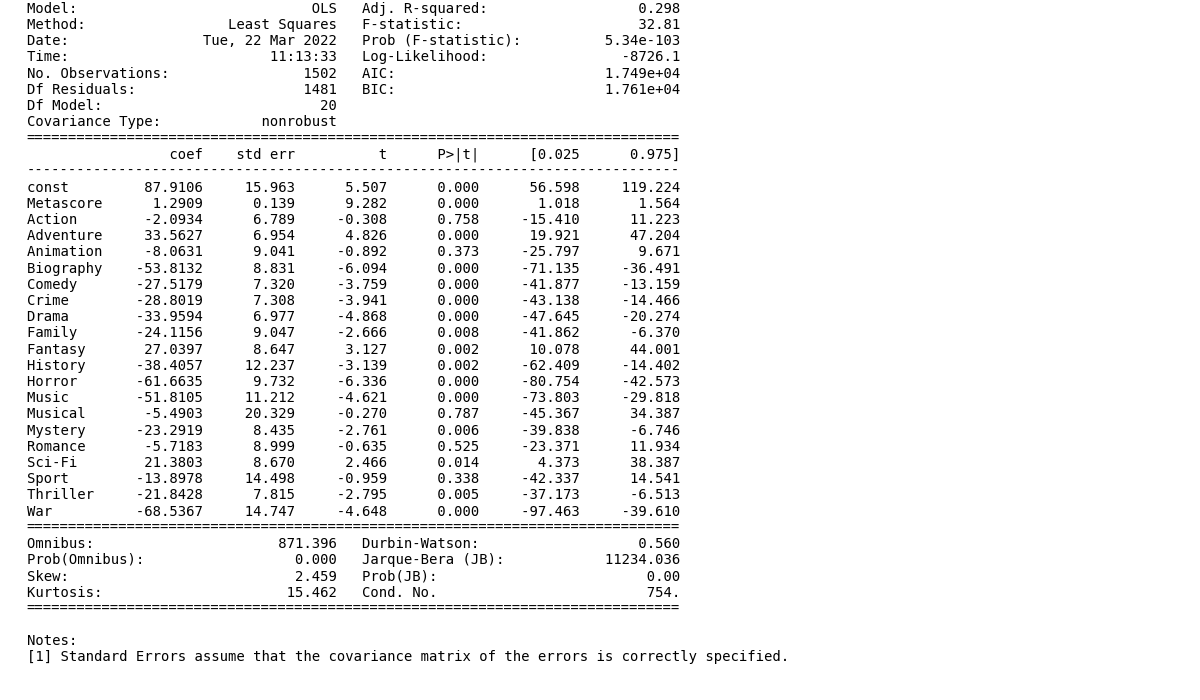 Model: OLS Adj. R-squared: 0.298
Method: Least Squares F-statistic: 32.81
Date: Tue, 22 Mar 2022 Prob (F-statistic): 5.34e-103
Time: 11:13:33 Log-Likelihood: -8726.1
No. Observations: 1502 AIC: 1.749e+04
Df Residuals: 1481 BIC: 1.761e+04
Df Model: 20
Covariance Type: nonrobust
==============================================================================
coef std err t P>|t| [0.025 0.975]
------------------------------------------------------------------------------
const 87.9106 15.963 5.507 0.000 56.598 119.224
Metascore 1.2909 0.139 9.282 0.000 1.018 1.564
Action -2.0934 6.789 -0.308 0.758 -15.410 11.223
Adventure 33.5627 6.954 4.826 0.000 19.921 47.204
Animation -8.0631 9.041 -0.892 0.373 -25.797 9.671
Biography -53.8132 8.831 -6.094 0.000 -71.135 -36.491
Comedy -27.5179 7.320 -3.759 0.000 -41.877 -13.159
Crime -28.8019 7.308 -3.941 0.000 -43.138 -14.466
Drama -33.9594 6.977 -4.868 0.000 -47.645 -20.274
Family -24.1156 9.047 -2.666 0.008 -41.862 -6.370
Fantasy 27.0397 8.647 3.127 0.002 10.078 44.001
History -38.4057 12.237 -3.139 0.002 -62.409 -14.402
Horror -61.6635 9.732 -6.336 0.000 -80.754 -42.573
Music -51.8105 11.212 -4.621 0.000 -73.803 -29.818
Musical -5.4903 20.329 -0.270 0.787 -45.367 34.387
Mystery -23.2919 8.435 -2.761 0.006 -39.838 -6.746
Romance -5.7183 8.999 -0.635 0.525 -23.371 11.934
Sci-Fi 21.3803 8.670 2.466 0.014 4.373 38.387
Sport -13.8978 14.498 -0.959 0.338 -42.337 14.541
Thriller -21.8428 7.815 -2.795 0.005 -37.173 -6.513
War -68.5367 14.747 -4.648 0.000 -97.463 -39.610
==============================================================================
Omnibus: 871.396 Durbin-Watson: 0.560
Prob(Omnibus): 0.000 Jarque-Bera (JB): 11234.036
Skew: 2.459 Prob(JB): 0.00
Kurtosis: 15.462 Cond. No. 754.
==============================================================================
Notes:
[1] Standard Errors assume that the covariance matrix of the errors is correctly specified.